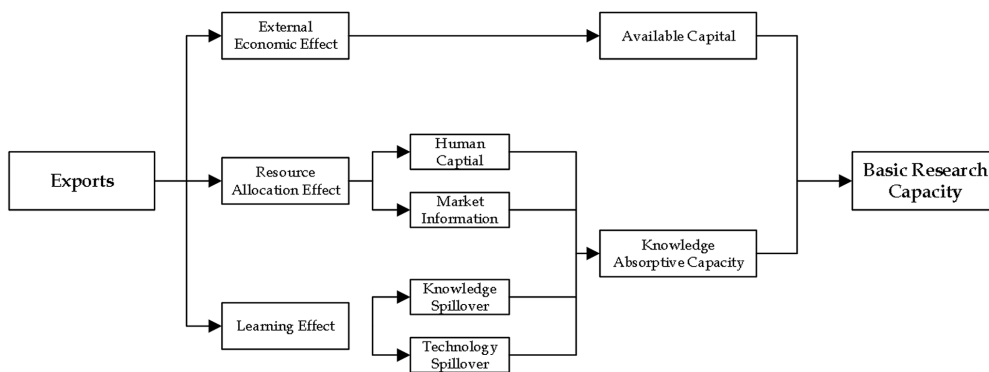 External
Economic Effect
Available Capital
Exports
Resource
Allocation Effect
Human
Captial
Market
Information
Basic Research
Capacity
Knowledge
Absorptive Capacity
Learning Effect
Knowledge
Spillover
Technology
Spillover